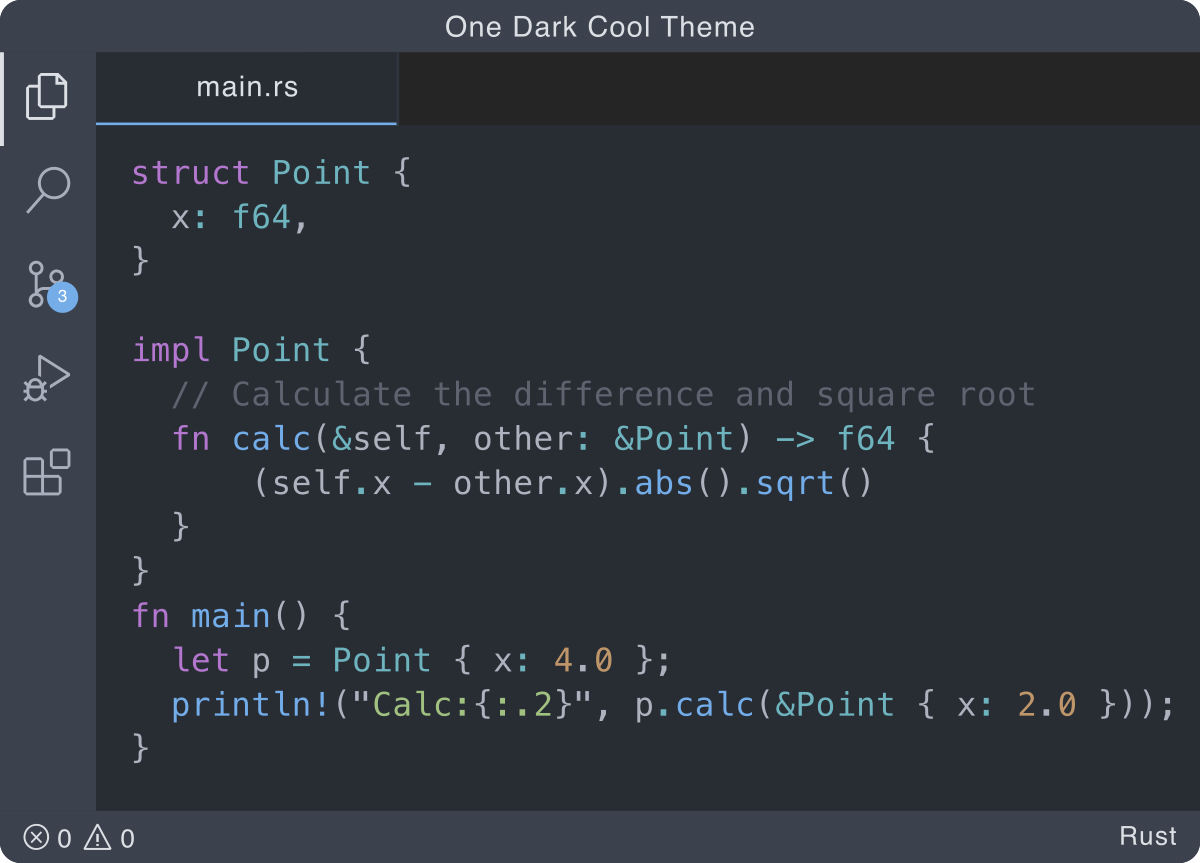 One Dark Cool Theme
main.rs
struct Point {
  x: f64,
}
3
impl Point {
  // Calculate the difference and square root
  fn calc(&self, other: &Point) -> f64 {
      (self.x - other.x).abs().sqrt()
  }
}
fn main() {
  let p = Point { x: 4.0 };
  println!("Calc:{:.2}", p.calc(&Point { x: 2.0 }));
}
0 0 Rust